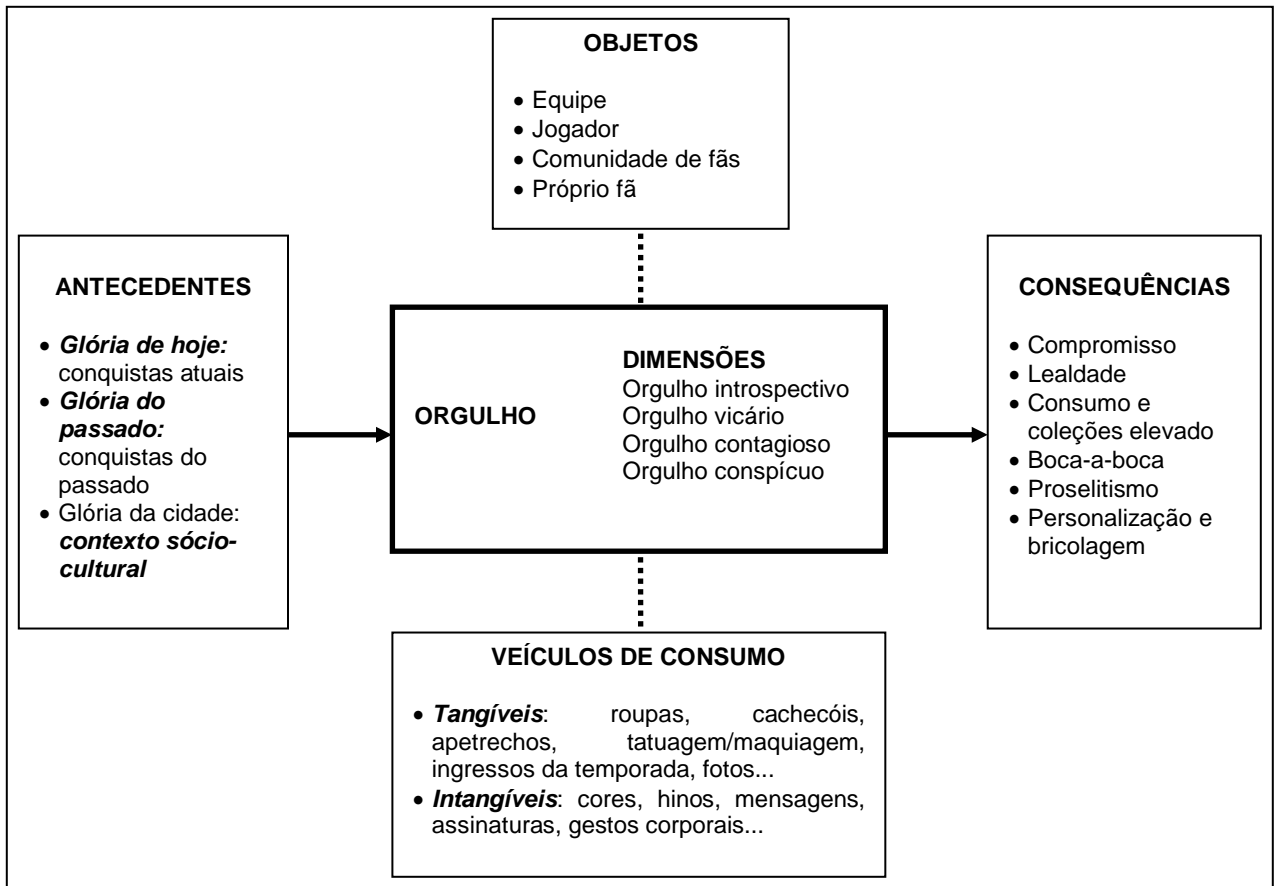 OBJETOS
• Equipe
• Jogador
• Comunidade de fãs
• Próprio fã
ANTECEDENTES
• Glória de hoje:
conquistas atuais
• Glória do
passado:
conquistas do
passado
• Glória da cidade:
contexto sócio-
cultural
ORGULHO
DIMENSÕES
Orgulho introspectivo
Orgulho vicário
Orgulho contagioso
Orgulho conspícuo
CONSEQUÊNCIAS
• Compromisso
• Lealdade
• Consumo e
coleções elevado
• Boca-a-boca
• Proselitismo
• Personalização e
bricolagem
VEÍCULOS DE CONSUMO
• Tangíveis: roupas, cachecóis,
apetrechos, tatuagem/maquiagem,
ingressos da temporada, fotos...
• Intangíveis: cores, hinos, mensagens,
assinaturas, gestos corporais...